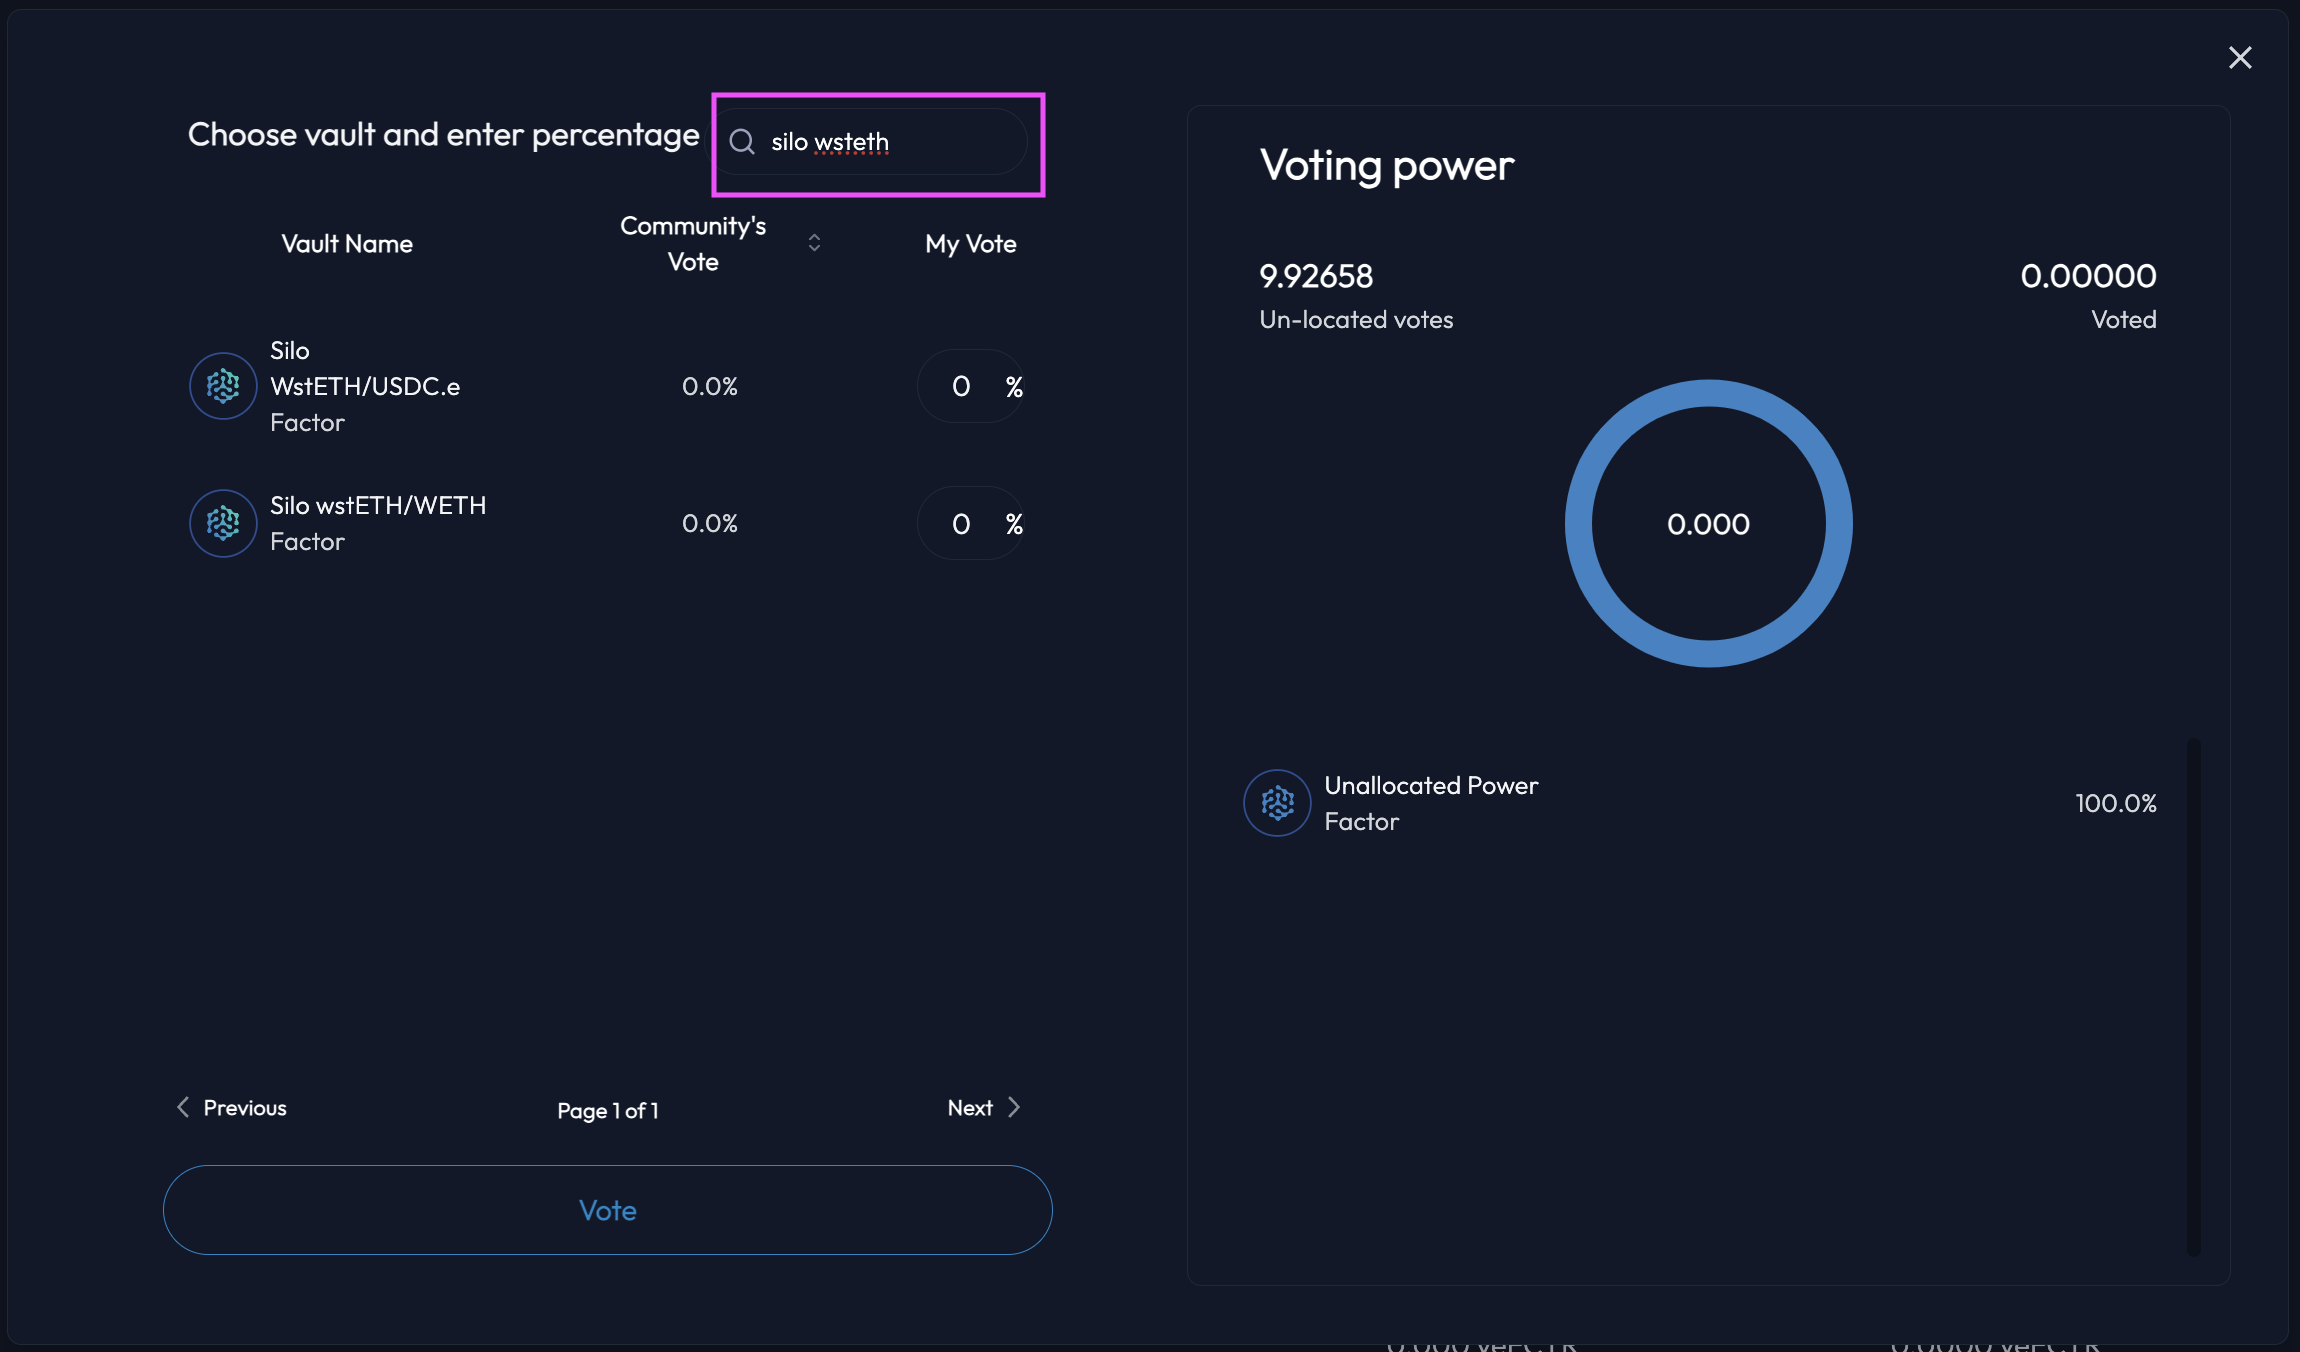 Choose vault and enter percentage
silo wsteth
Vault Name
Community's
Vote
My Vote
Silo
WstETH/USDC.e
Factor
0.0%
0 %
Silo wstETH/WETH
Factor
0.0%
0 %
Previous
Page 1 of 1
Next
Vote
Voting power
9.92658
Un-located votes
0.00000
Voted
0.000
Unallocated Power
Factor
100.0%